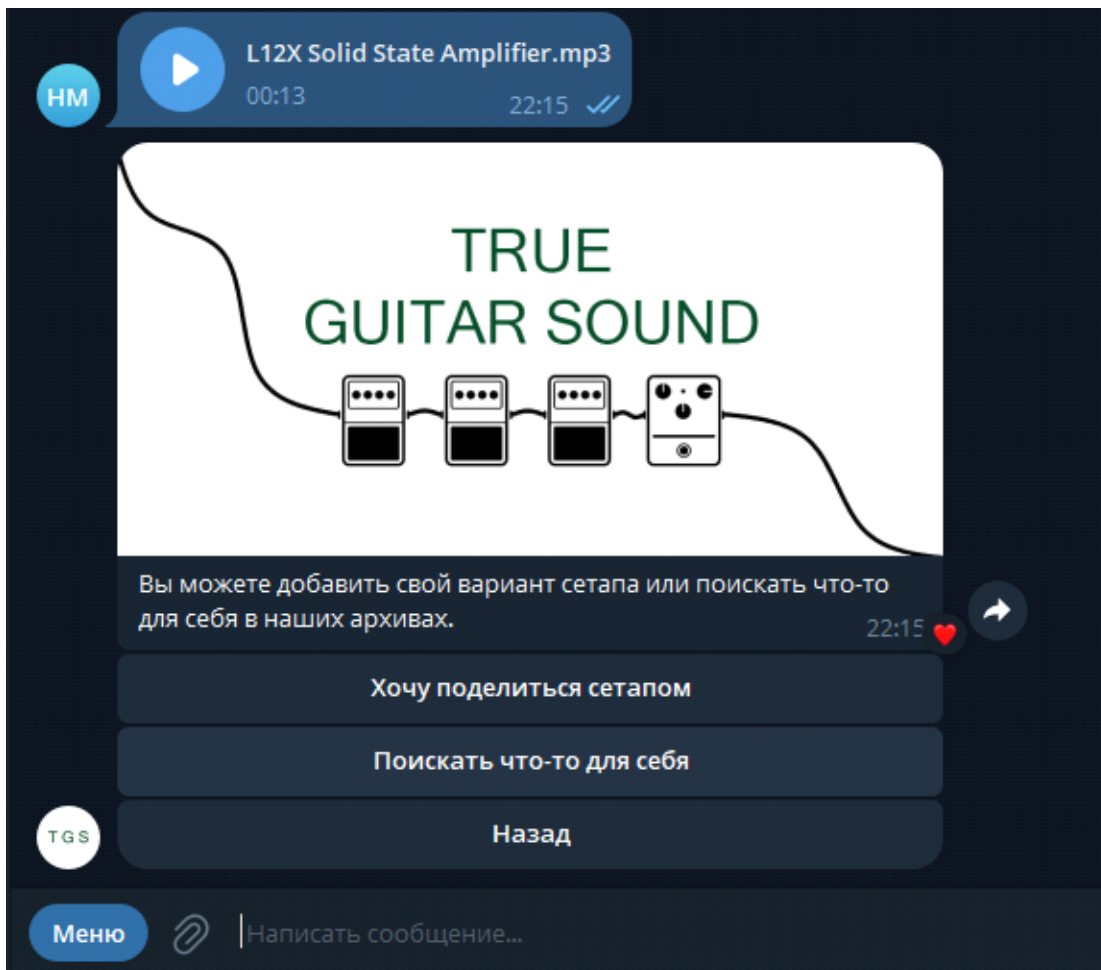 L12X Solid State Amplifier.mp3
HM
00:13
22:15
TRUE
GUITAR SOUND
Вы можете добавить свой вариант сетапа или поискать что-то
для себя в наших архивах.
22:15
Хочу поделиться сетапом
Поискать что-то для себя
TGS
Назад
Меню
Написать сообщение...